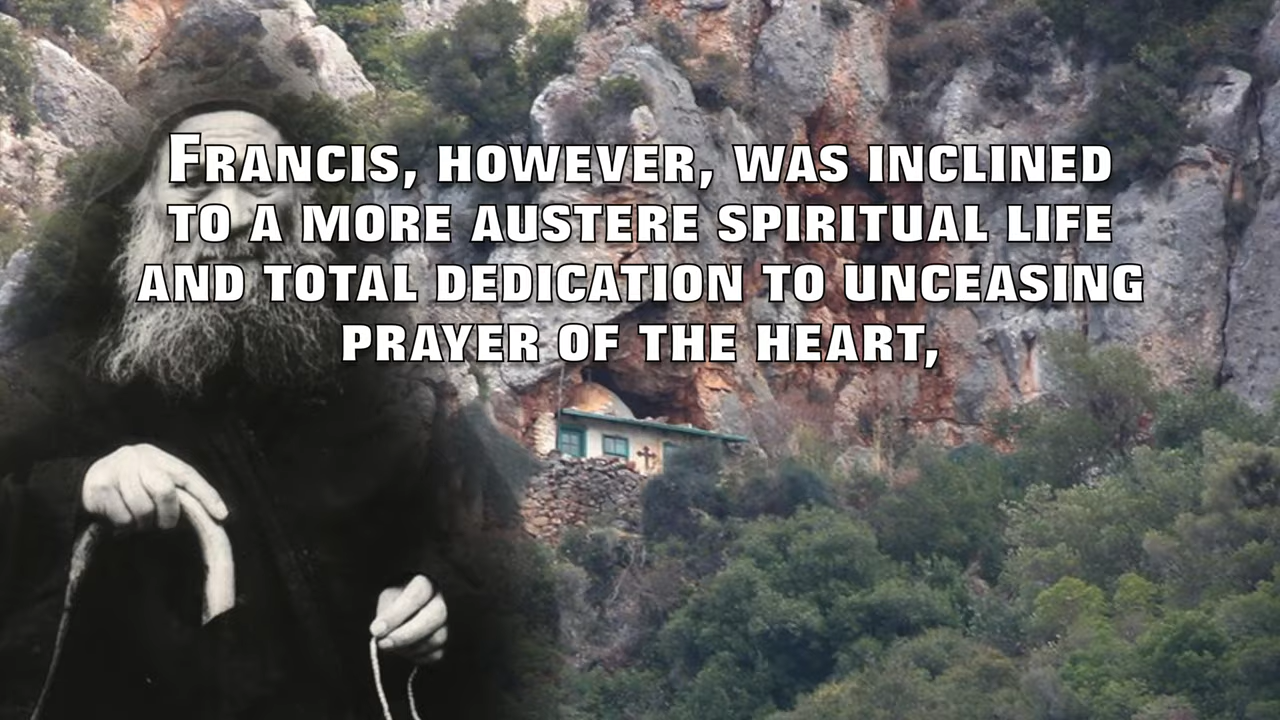 Francis, however, was inclined
to a more austere spiritual life
and total dedication to unceasing
prayer of the heart,